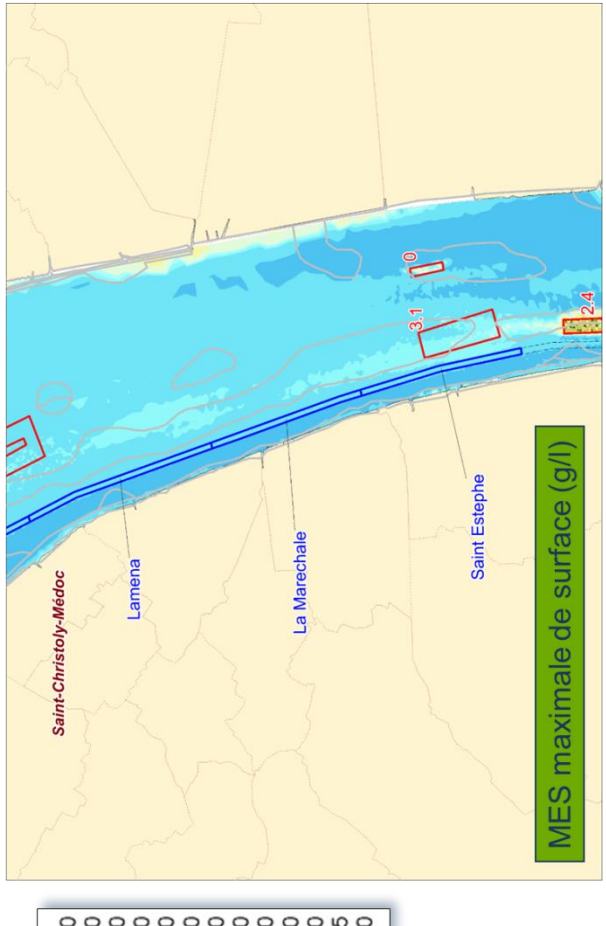 Saint-Christoly-Médoc
Lamena
La Marechale
Saint Estephe
3.1
0
2.4
MES maximale de surface (g/l)